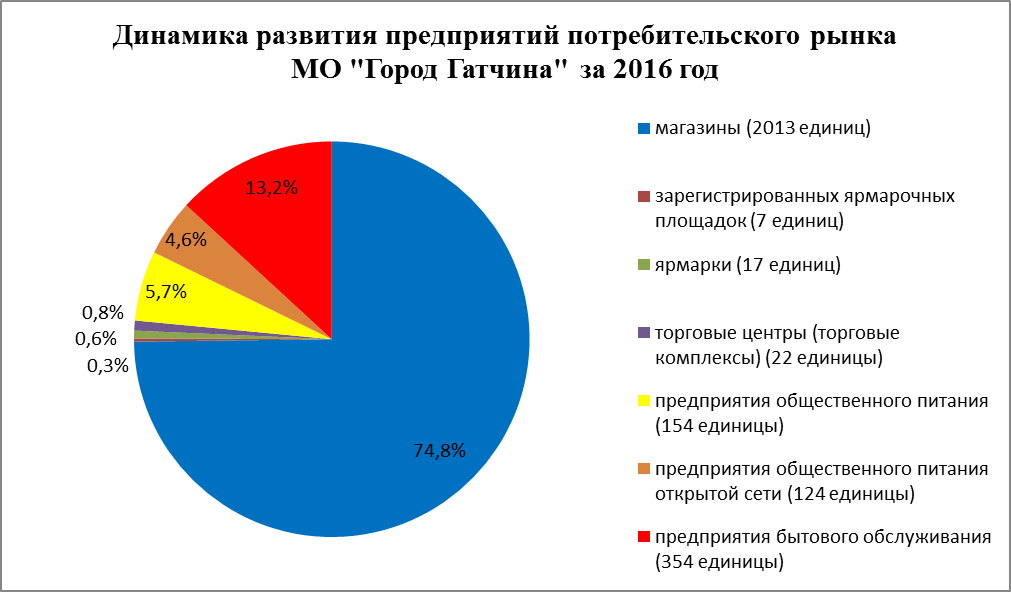 Динамика развития предприятий потребительского рынка
МО "Город Гатчина" за 2016 год
13,2%
4,6%
5,7%
0,8%
0,6%
0,3%
74,8%
магазины (2013 единиц)
зарегистрированных ярмарочных
площадок (7 единиц)
ярмарки (17 единиц)
торговые центры (торговые
комплексы) (22 единицы)
предприятия общественного питания
(154 единицы)
предприятия общественного питания
открытой сети (124 единицы)
предприятия бытового обслуживания
(354 единицы)